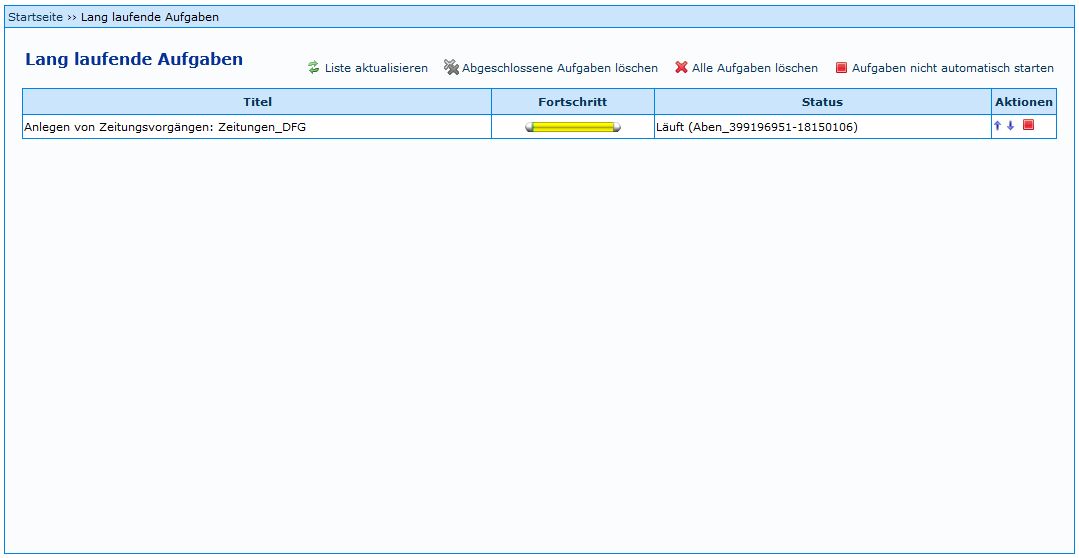 Startseite ›› Lang laufende Aufgaben
Lang laufende Aufgaben
Liste aktualisieren Abgeschlossene Aufgaben löschen Alle Aufgaben löschen Aufgaben nicht automatisch starten
Titel Fortschritt Status Aktionen
Anlegen von Zeitungsvorgängen: Zeitungen_DFG Läuft (Aben_399196951-18150106)